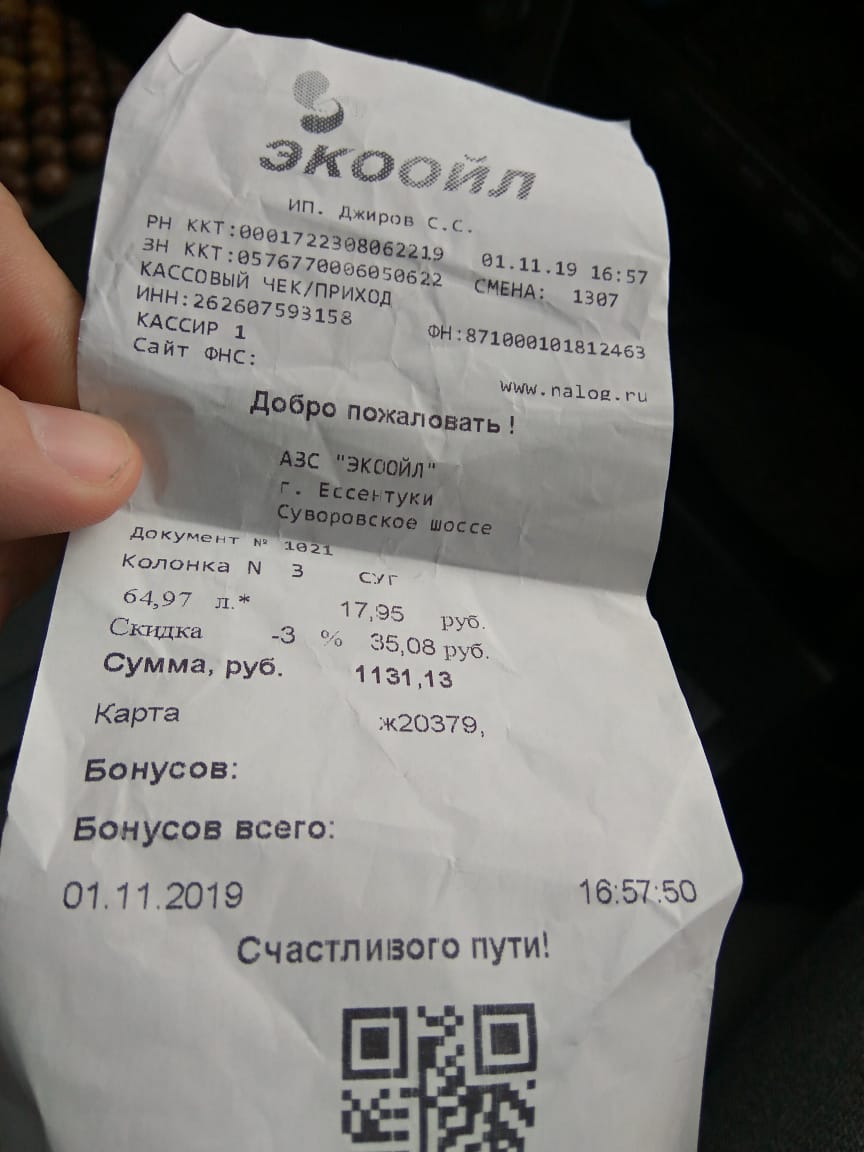 ЭКООЙЛ
ИП. Джиров С.С.
РН ККТ:0001722308062219 01.11.19 16:57
ЗН ККТ:0576770006050622 СМЕНА: 1307
КАССОВЫЙ ЧЕК/ПРИХОД
ИНН:262607593158 ФН:871000101812463
КАССИР 1
Сайт ФНС: www.nalog.ru
Добро пожаловать !
АЗС "ЭКООЙЛ"
г. Ессентуки
Суворовское шоссе
Документ № 1021
Колонка N 3 СУГ
64,97 л.* 17,95 руб.
Скидка -3 % 35,08 руб.
Сумма, руб. 1131,13
Карта ж20379,
Бонусов:
Бонусов всего:
01.11.2019 16:57:50
Счастливого пути!